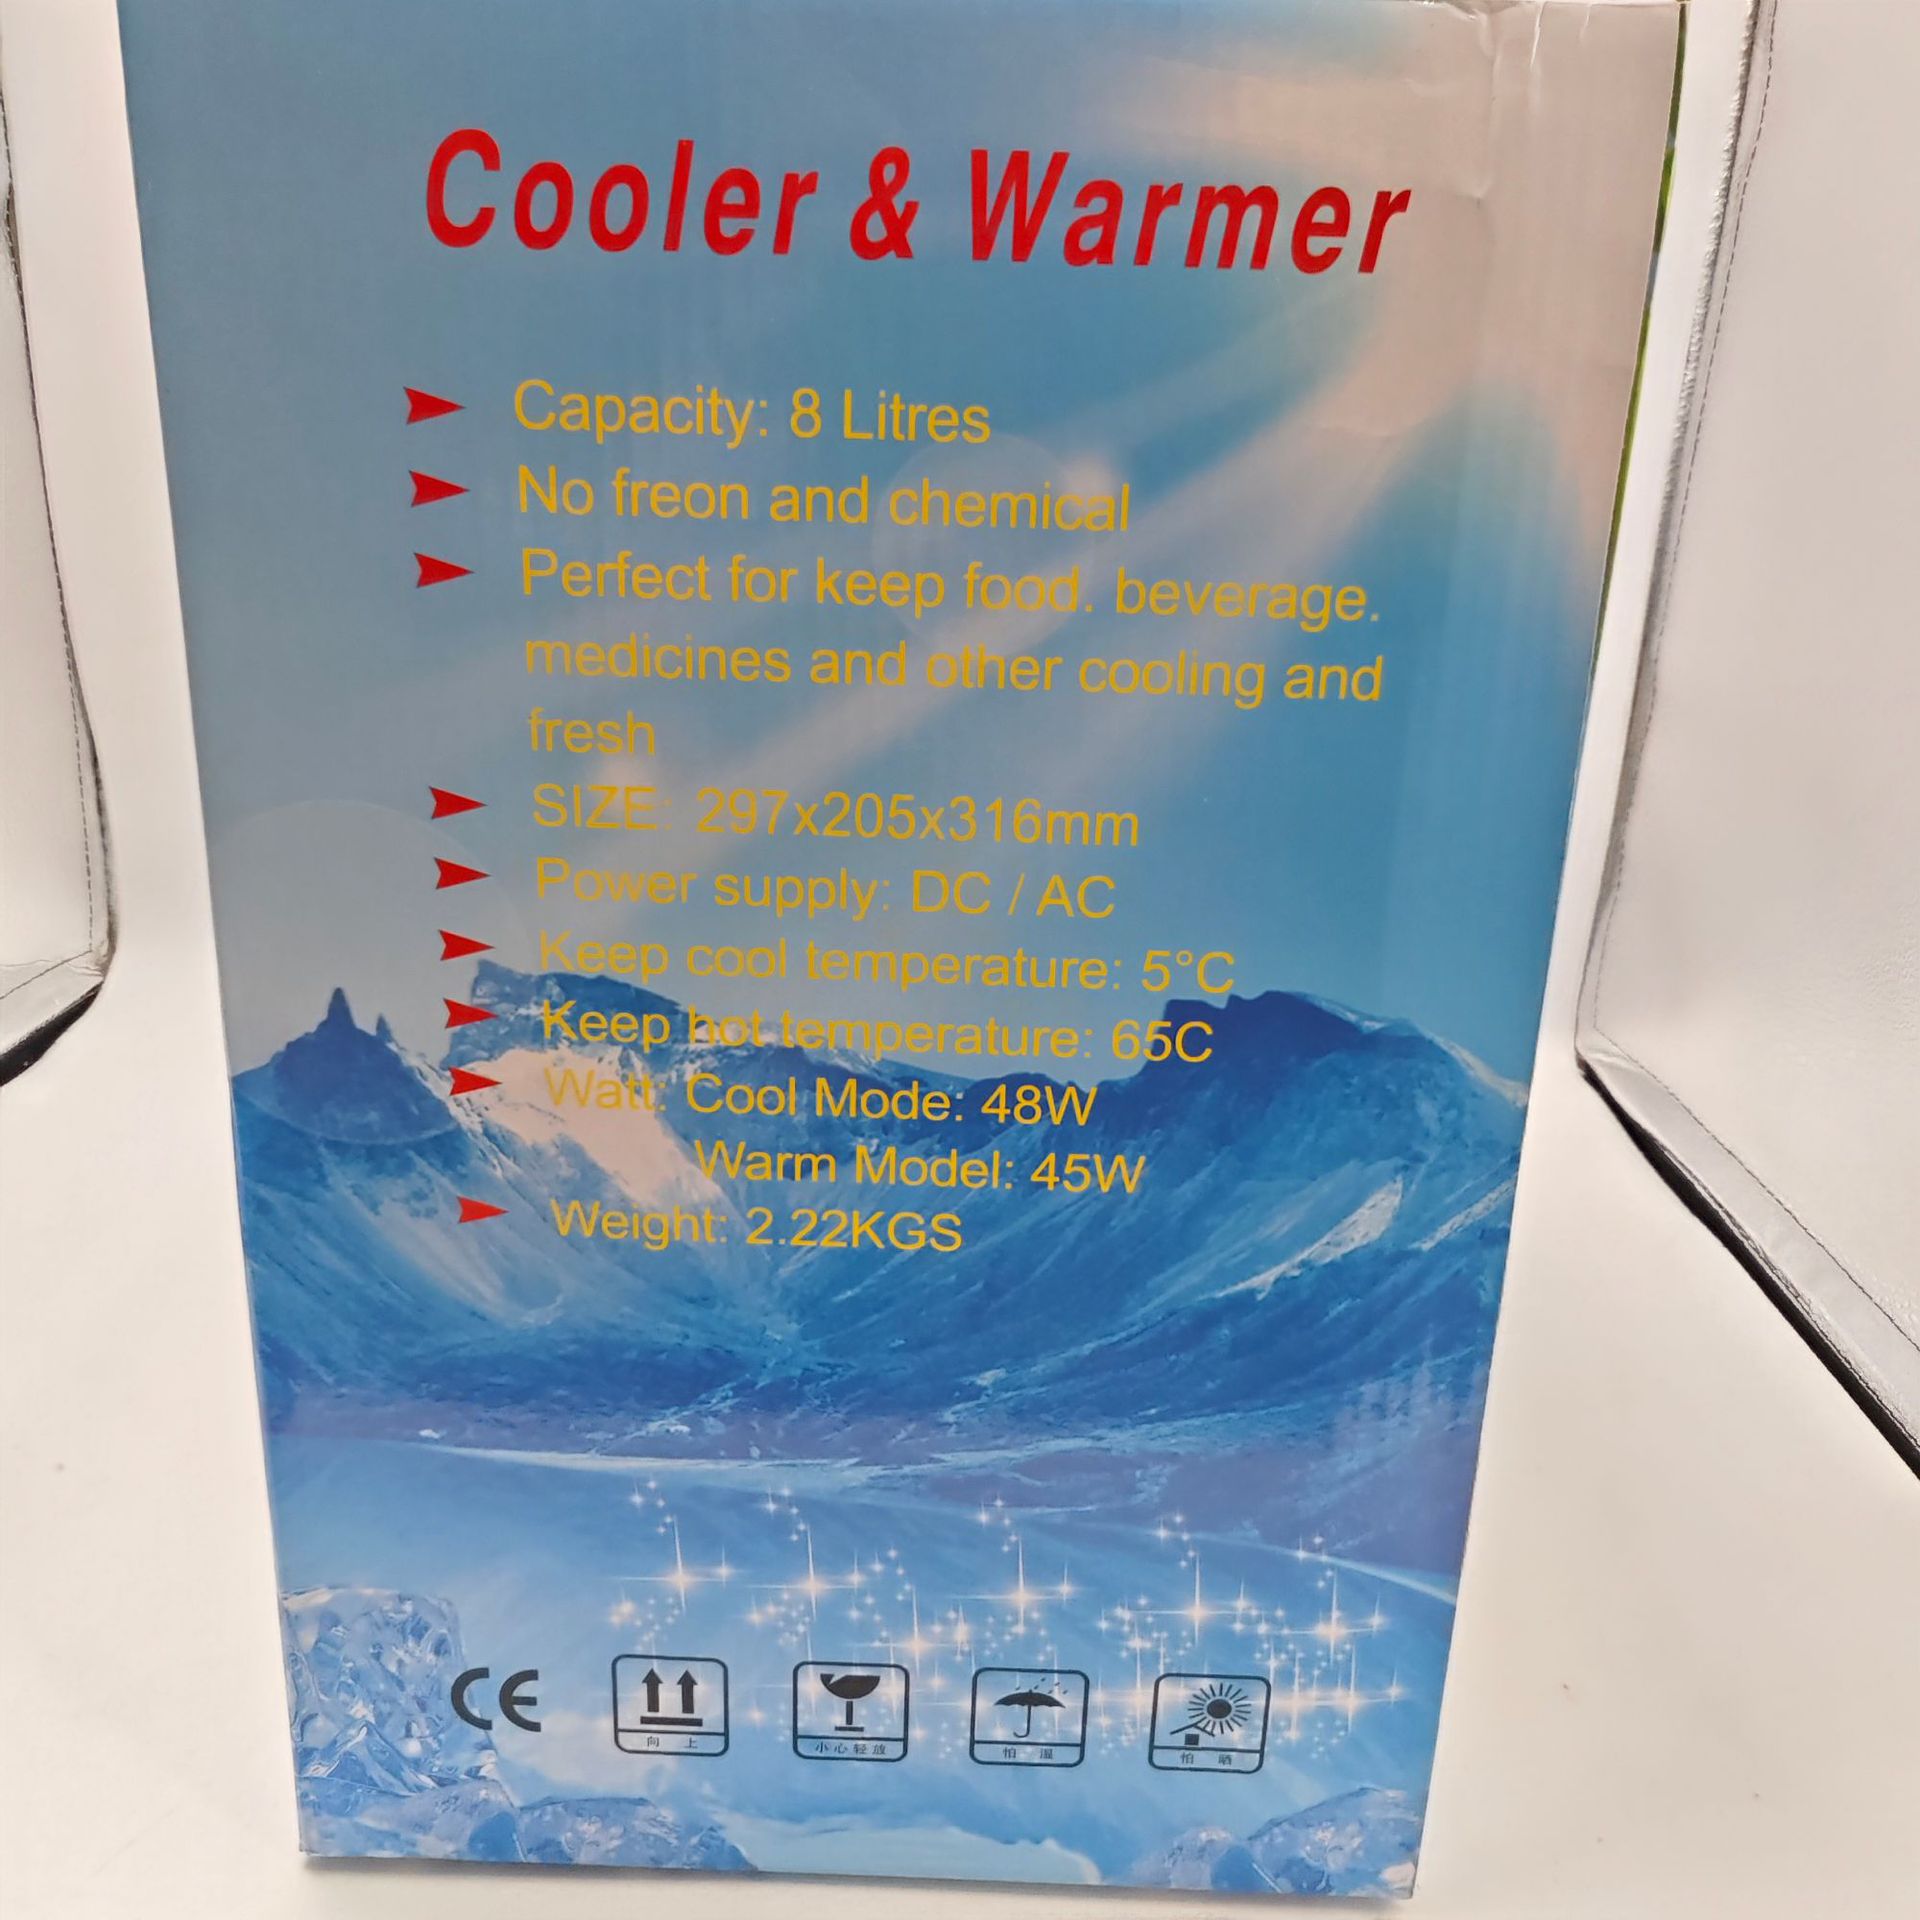 Cooler & Warmer
Capacity: 8 Litres
No freon and chemical
Perfect for keep food. beverage.
medicines and other cooling and
fresh
SIZE: 297x205x316mm
Power supply: DC / AC
Keep cool temperature: 5°C
Keep hot temperature: 65C
Watt: Cool Mode: 48W
Warm Model: 45W
Weight: 2.22KGS
CE
向上
小心轻放
怕湿
怕晒